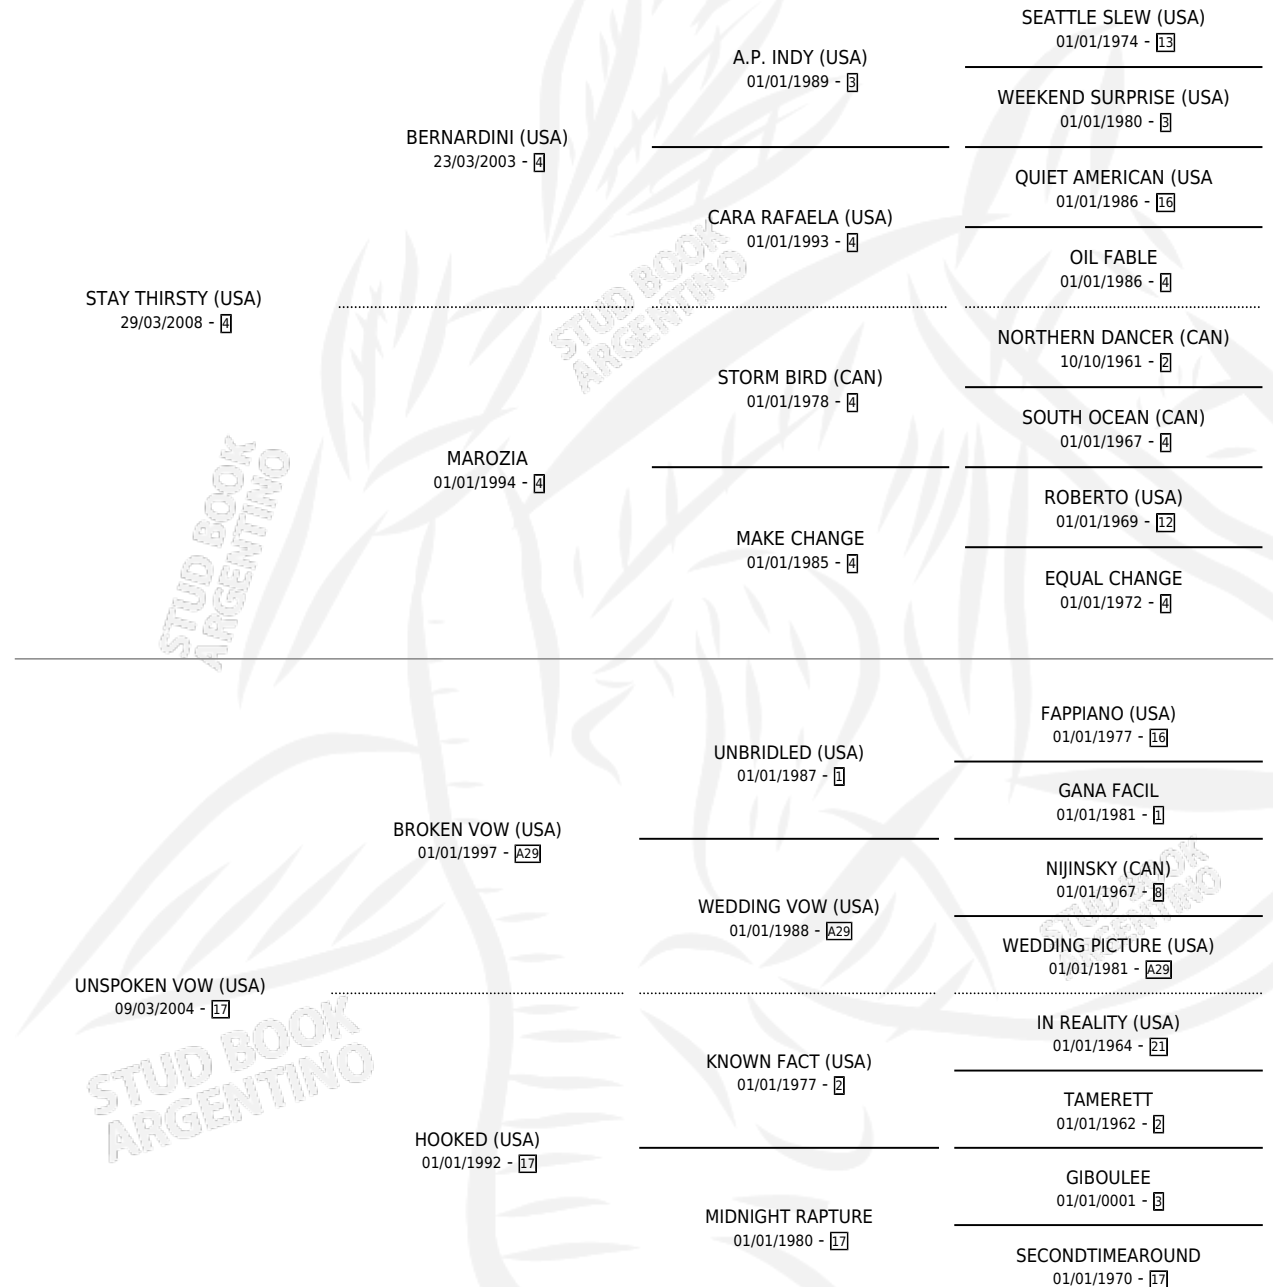 SEATTLE SLEW (USA)
01/01/1974 - 13
A.P. INDY (USA)
01/01/1989 - 3
WEEKEND SURPRISE (USA)
01/01/1980 - 3
BERNARDINI (USA)
23/03/2003 - 4
QUIET AMERICAN (USA
01/01/1986 - 16
CARA RAFAELA (USA)
01/01/1993 - 4
OIL FABLE
01/01/1986 - 4
STAY THIRSTY (USA)
29/03/2008 - 4
NORTHERN DANCER (CAN)
10/10/1961 - 2
STORM BIRD (CAN)
01/01/1978 - 4
SOUTH OCEAN (CAN)
01/01/1967 - 4
MAROZIA
01/01/1994 - 4
ROBERTO (USA)
01/01/1969 - 12
MAKE CHANGE
01/01/1985 - 4
EQUAL CHANGE
01/01/1972 - 4
FAPPIANO (USA)
01/01/1977 - 16
UNBRIDLED (USA)
01/01/1987 - 1
GANA FACIL
01/01/1981 - 1
BROKEN VOW (USA)
01/01/1997 - A29
NIJINSKY (CAN)
01/01/1967 - 8
WEDDING VOW (USA)
01/01/1988 - A29
WEDDING PICTURE (USA)
01/01/1981 - A29
UNSPOKEN VOW (USA)
09/03/2004 - 17
IN REALITY (USA)
01/01/1964 - 21
KNOWN FACT (USA)
01/01/1977 - 2
TAMERETT
01/01/1962 - 2
HOOKED (USA)
01/01/1992 - 17
GIBOULEE
01/01/0001 - 3
MIDNIGHT RAPTURE
01/01/1980 - 17
SECONDTIMEAROUND
01/01/1970 - 17
STUD BOOK
ARGENTINO
STUD BOOK
ARGENTINO
STUD BOOK
ARGENTINO
STUD BOOK
ARGENTINO